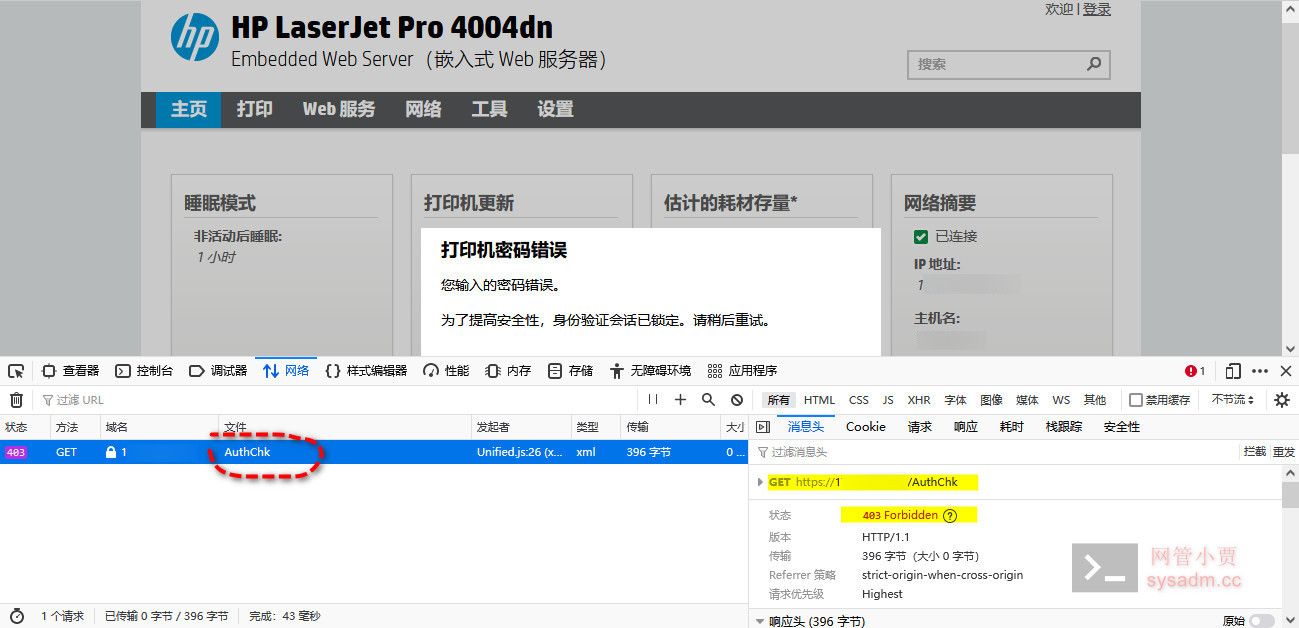 欢迎 | 登录
hp
HP LaserJet Pro 4004dn
Embedded Web Server（嵌入式 Web 服务器）
搜索
主页 打印 Web 服务 网络 工具 设置
睡眠模式 打印机更新 估计的耗材存量* 网络摘要
非活动后睡眠:
1 小时
已连接
IP 地址:
1
主机名:
打印机密码错误
您输入的密码错误。
为了提高安全性，身份验证会话已锁定。请稍后重试。
查看器 控制台 调试器 网络 样式编辑器 性能 内存 存储 无障碍环境 应用程序 1
过滤 URL 所有 HTML CSS JS XHR 字体 图像 媒体 WS 其他 禁用缓存 不节流
状态 方法 域名 文件 发起者 类型 传输 大小
403 GET 1 AuthChk Unified.js:26 (x... xml 396 字节 0 ...
消息头 Cookie 请求 响应 耗时 栈跟踪 安全性
过滤消息头 拦截 重发
GET https://1 /AuthChk
状态 403 Forbidden ?
版本 HTTP/1.1
传输 396 字节（大小 0 字节）
Referrer 策略 strict-origin-when-cross-origin
请求优先级 Highest
响应头 (396 字节) 原始
1 个请求 已传输 0 字节 / 396 字节 完成：43 毫秒
网管小贾
sysadm.cc